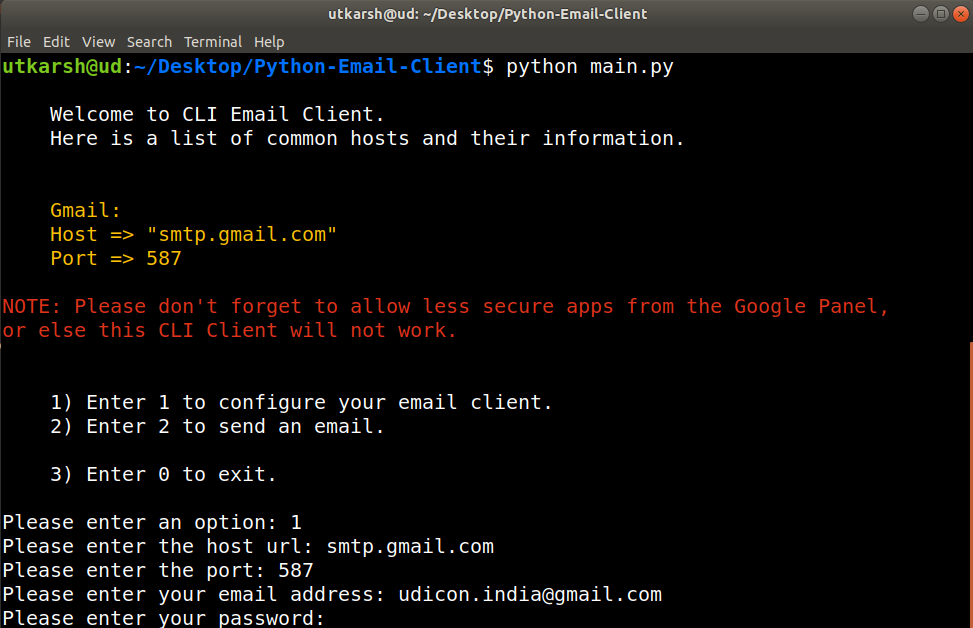 utkarsh@ud: ~/Desktop/Python-Email-Client
File Edit View Search Terminal Help
utkarsh@ud:~/Desktop/Python-Email-Client$ python main.py
Welcome to CLI Email Client.
Here is a list of common hosts and their information.
Gmail:
Host => "smtp.gmail.com"
Port => 587
NOTE: Please don't forget to allow less secure apps from the Google Panel,
or else this CLI Client will not work.
1) Enter 1 to configure your email client.
2) Enter 2 to send an email.
3) Enter 0 to exit.
Please enter an option: 1
Please enter the host url: smtp.gmail.com
Please enter the port: 587
Please enter your email address: udicon.india@gmail.com
Please enter your password: